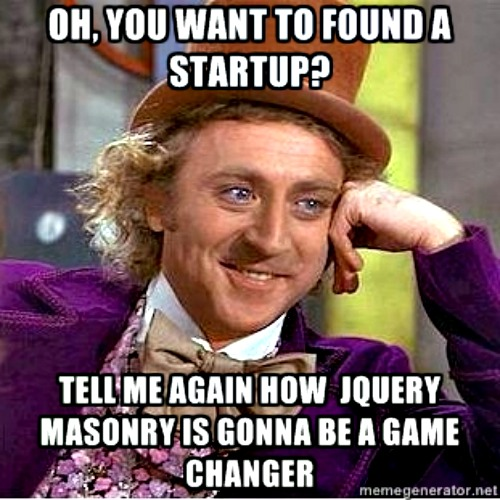 OH, YOU WANT TO FOUND A
STARTUP?
TELL ME AGAIN HOW JQUERY
MASONRY IS GONNA BE A GAME
CHANGER
memegenerator.net